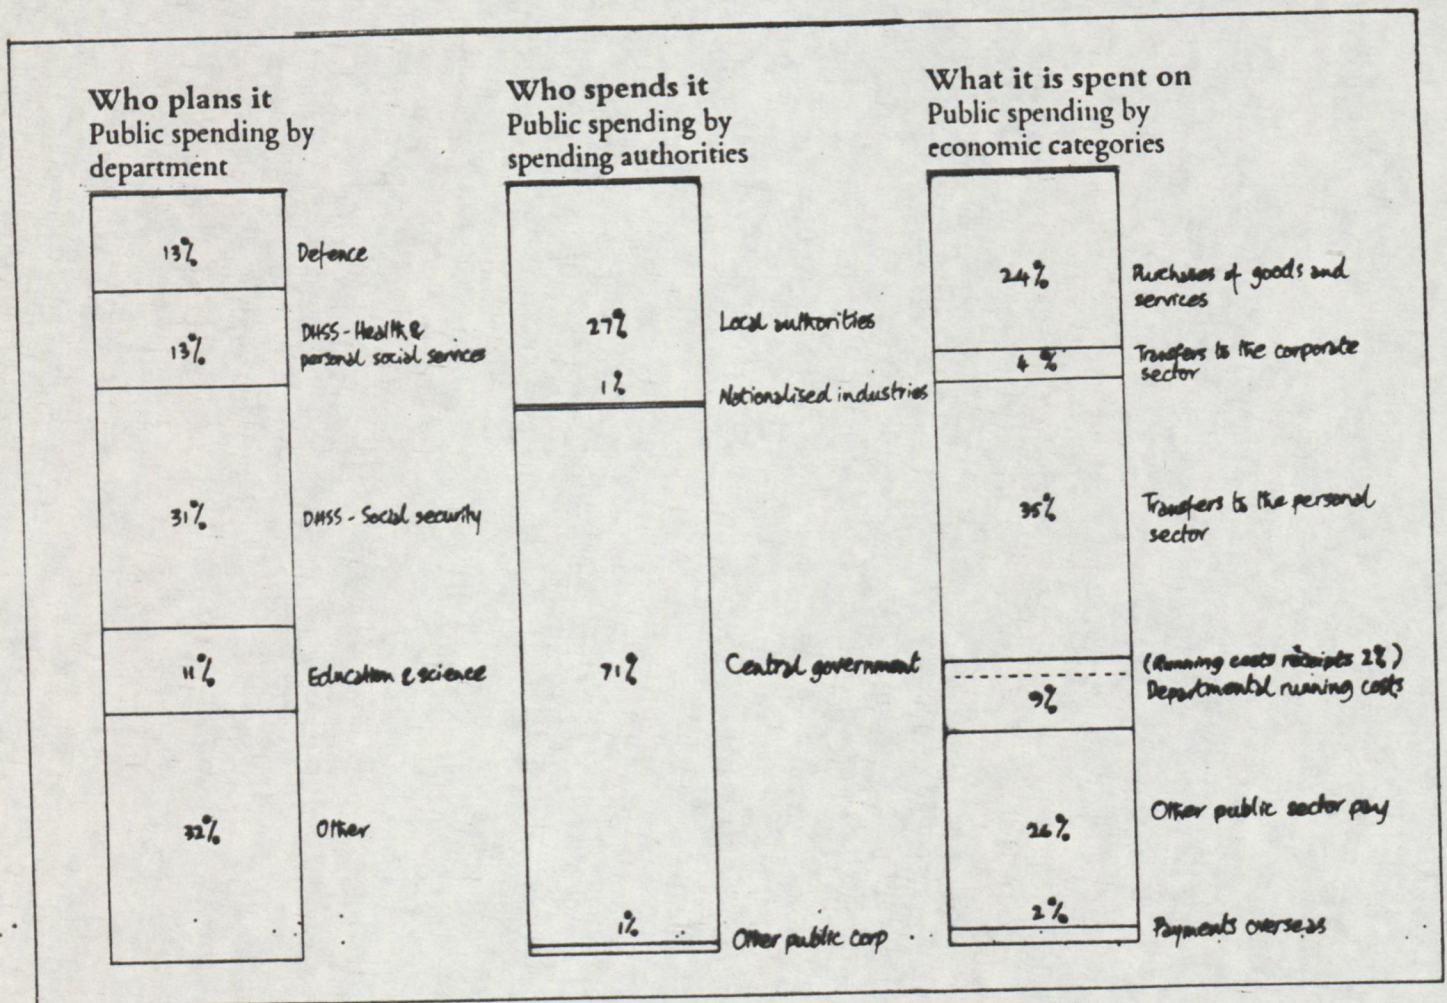 Who plans it
Public spending by
department
13%
Defence
13%
DHSS - Health &
personal social services
31%
DHSS - Social security
11%
Education & science
32%
Other
Who spends it
Public spending by
spending authorities
27%
Local authorities
1%
Nationalised industries
71%
Central government
1%
Other public corp
What it is spent on
Public spending by
economic categories
24%
Purchases of goods and
services
4%
Transfers to the corporate
sector
35%
Transfers to the personal
sector
(Running costs receipts 2%)
9%
Departmental running costs
26%
Other public sector pay
2%
Payments overseas